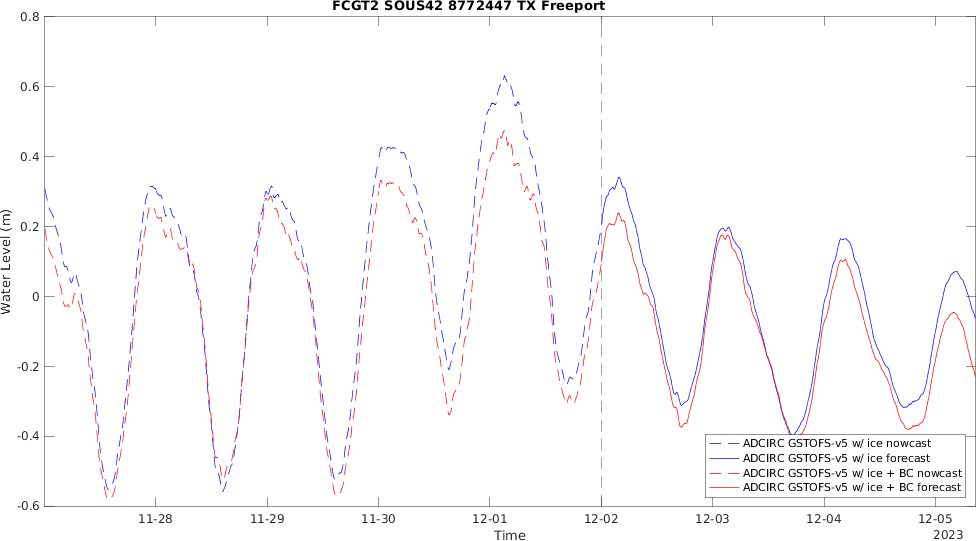 FCGT2 SOUS42 8772447 TX Freeport
Water Level (m)
0.8
0.6
0.4
0.2
0
-0.2
-0.4
-0.6
ADCIRC GSTOFS-v5 w/ ice nowcast
ADCIRC GSTOFS-v5 w/ ice forecast
ADCIRC GSTOFS-v5 w/ ice + BC nowcast
ADCIRC GSTOFS-v5 w/ ice + BC forecast
11-28 11-29 11-30 12-01 12-02 12-03 12-04 12-05
Time
2023